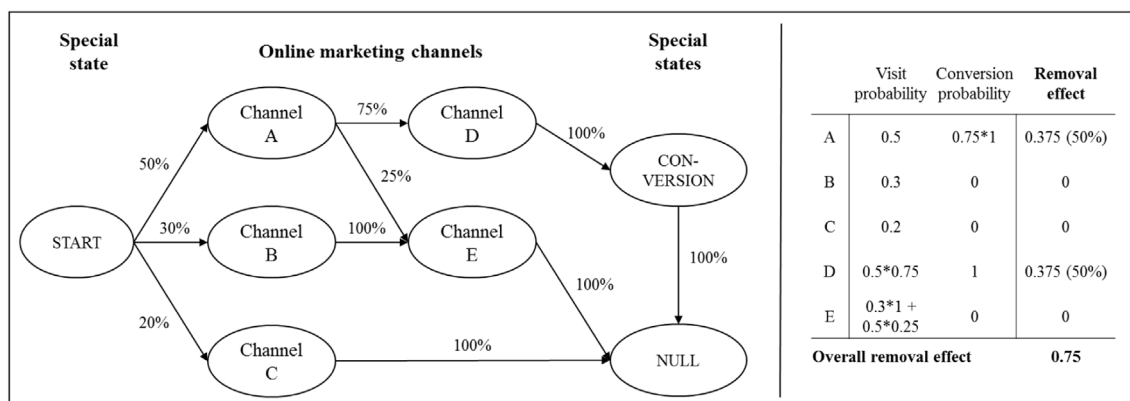 Special
state
Online marketing channels
Special
states
Channel
A
75%
Channel
D
100%
50%
25%
CON-
VERSION
START
30%
Channel
B
100%
Channel
E
100%
100%
20%
Channel
C
100%
NULL
Visit
probability
Conversion
probability
Removal
effect
A 0.5 0.75*1 0.375 (50%)
B 0.3 0 0
C 0.2 0 0
D 0.5*0.75 1 0.375 (50%)
E 0.3*1 +
0.5*0.25 0 0
Overall removal effect 0.75